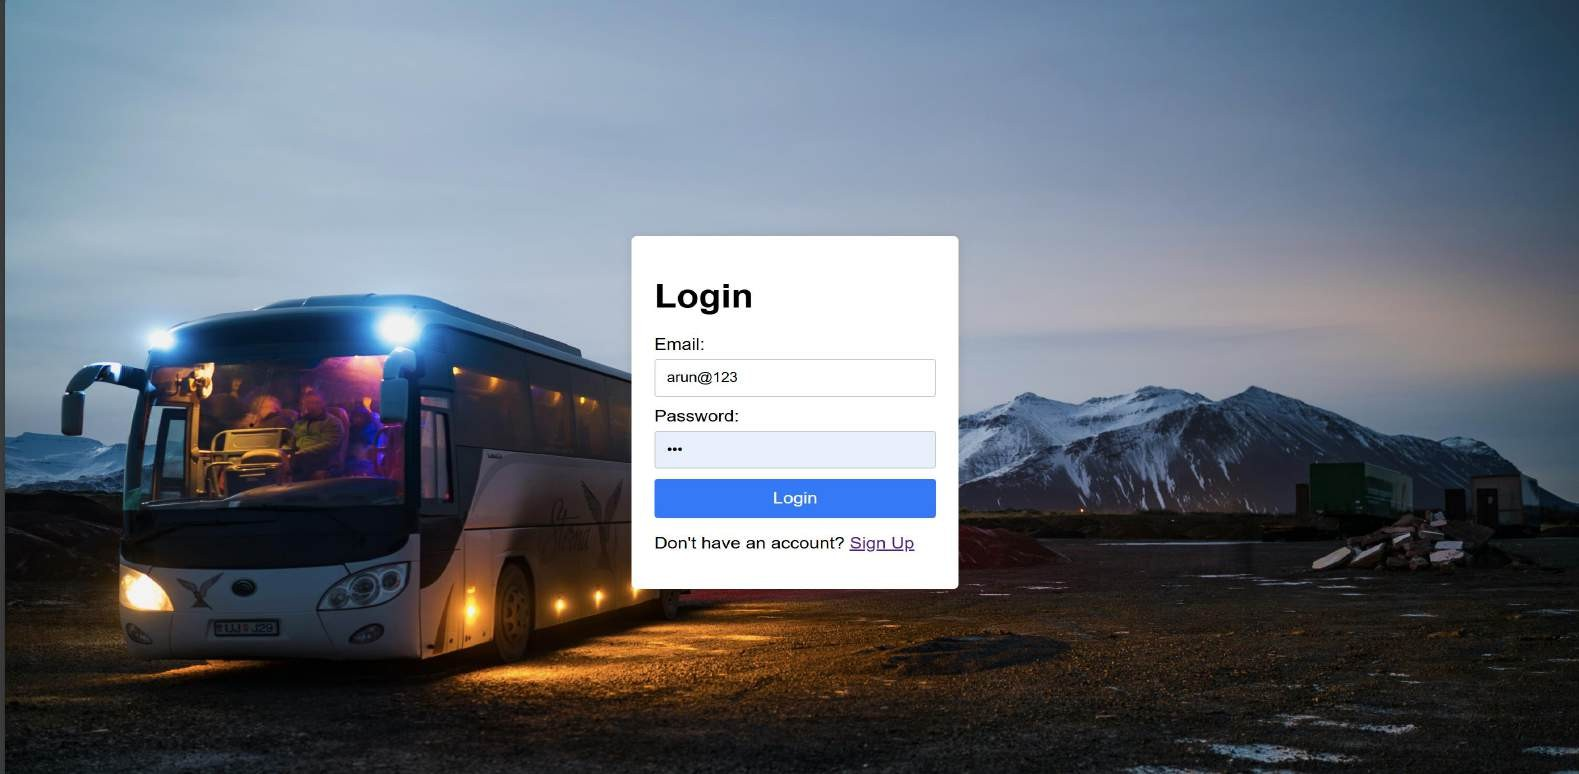 Login
Email:
arun@123
Password:
•••
Login
Don't have an account? Sign Up